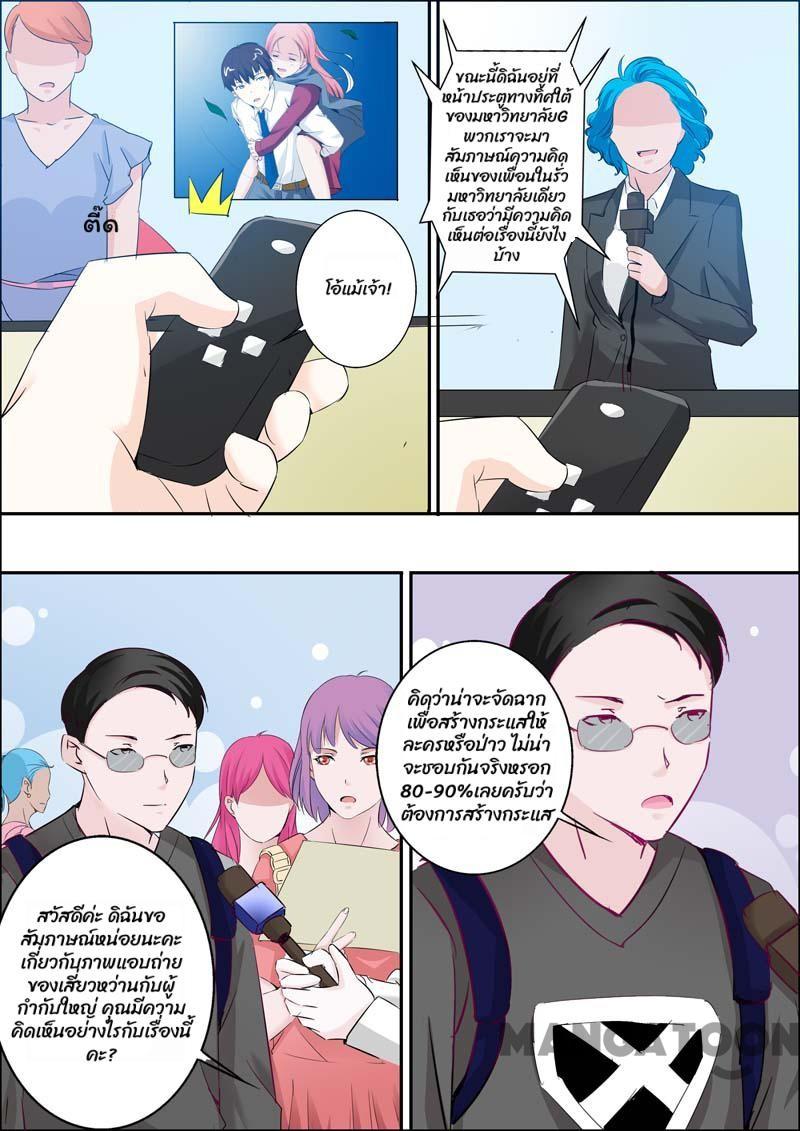 ตี๊ด
โอ้แม้เจ้า!
ขณะนี้ดิฉันอยู่ที่
หน้าประตูทางทิศใต้
ของมหาวิทยาลัยG
พวกเราจะมา
สัมภาษณ์ความคิด
เห็นของเพื่อนในรั้ว
มหาวิทยาลัยเดียว
กับเธอว่ามีความคิด
เห็นต่อเรื่องนี้ยังไง
บ้าง
สวัสดีค่ะ ดิฉันขอ
สัมภาษณ์หน่อยนะคะ
เกี่ยวกับภาพแอบถ่าย
ของเสี่ยวหว่านกับผู้
กำกับใหญ่ คุณมีความ
คิดเห็นอย่างไรกับเรื่องนี้
คะ?
คิดว่าน่าจะจัดฉาก
เพื่อสร้างกระแสให้
ละครหรือป่าว ไม่น่า
จะชอบกันจริงหรอก
80-90%เลยครับว่า
ต้องการสร้างกระแส
MANGATOON